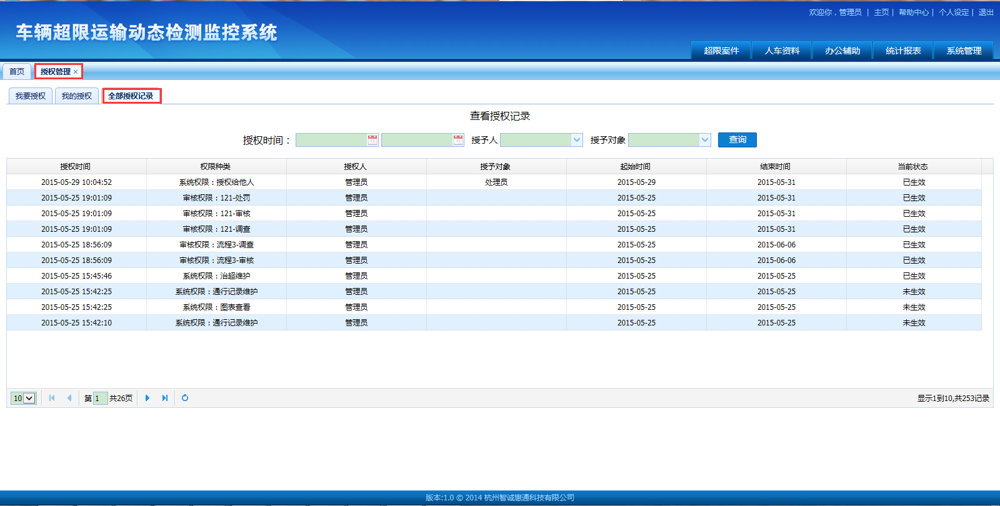 欢迎你，管理员 | 主页 | 帮助中心 | 个人设定 | 退出
车辆超限运输动态检测监控系统
超限案件 人车资料 办公辅助 统计报表 系统管理
首页 授权管理 ×
我要授权 我的授权 全部授权记录
查看授权记录
授权时间： 授予人 授予对象 查询
授权时间 权限种类 授权人 授予对象 起始时间 结束时间 当前状态
2015-05-29 10:04:52 系统权限：授权给他人 管理员 处理员 2015-05-29 2015-05-31 已生效
2015-05-25 19:01:09 审核权限：121-处罚 管理员 2015-05-25 2015-05-31 已生效
2015-05-25 19:01:09 审核权限：121-审核 管理员 2015-05-25 2015-05-31 已生效
2015-05-25 19:01:09 审核权限：121-调查 管理员 2015-05-25 2015-05-31 已生效
2015-05-25 18:56:09 审核权限：流程3-调查 管理员 2015-05-25 2015-06-06 已生效
2015-05-25 18:56:09 审核权限：流程3-审核 管理员 2015-05-25 2015-06-06 已生效
2015-05-25 15:45:46 系统权限：治超维护 管理员 2015-05-25 2015-05-25 已生效
2015-05-25 15:42:25 系统权限：通行记录维护 管理员 2015-05-25 2015-05-25 未生效
2015-05-25 15:42:25 系统权限：图表查看 管理员 2015-05-25 2015-05-25 未生效
2015-05-25 15:42:10 系统权限：通行记录维护 管理员 2015-05-25 2015-05-25 未生效
10 第 1 共26页 显示1到10,共253记录
版本:1.0 © 2014 杭州智诚惠通科技有限公司